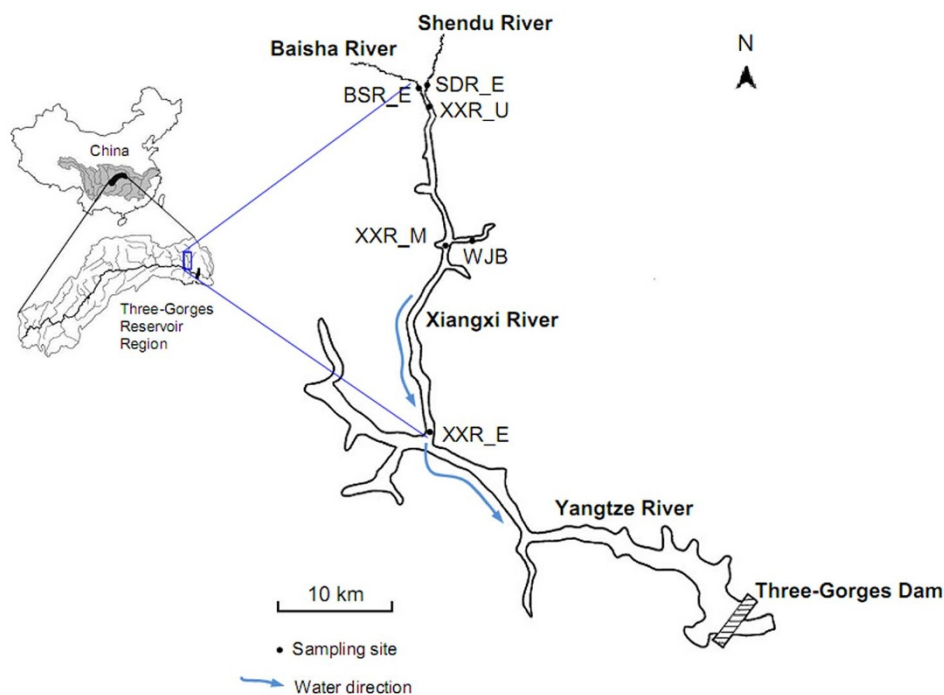 Shendu River
Baisha River
N
SDR_E
BSR_E
XXR_U
China
XXR_M
WJB
Three-Gorges
Reservoir
Region
Xiangxi River
XXR_E
Yangtze River
Three-Gorges Dam
10 km
Sampling site
Water direction